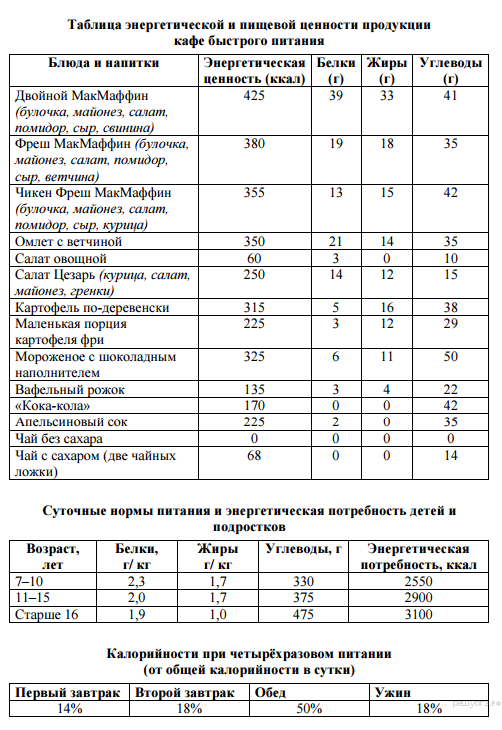 Таблица энергетической и пищевой ценности продукции
кафе быстрого питания
Блюда и напитки Энергетическая ценность (ккал) Белки (г) Жиры (г) Углеводы (г)
Двойной МакМаффин 425 39 33 41
(булочка, майонез, салат,
помидор, сыр, свинина)
Фреш МакМаффин (булочка, 380 19 18 35
майонез, салат, помидор,
сыр, ветчина)
Чикен Фреш МакМаффин 355 13 15 42
(булочка, майонез, салат,
помидор, сыр, курица)
Омлет с ветчиной 350 21 14 35
Салат овощной 60 3 0 10
Салат Цезарь (курица, салат, 250 14 12 15
майонез, гренки)
Картофель по-деревенски 315 5 16 38
Маленькая порция 225 3 12 29
картофеля фри
Мороженое с шоколадным 325 6 11 50
наполнителем
Вафельный рожок 135 3 4 22
«Кока-кола» 170 0 0 42
Апельсиновый сок 225 2 0 35
Чай без сахара 0 0 0 0
Чай с сахаром (две чайных 68 0 0 14
ложки)
Суточные нормы питания и энергетическая потребность детей и
подростков
Возраст, лет Белки, г/ кг Жиры г/ кг Углеводы, г Энергетическая потребность, ккал
7–10 2,3 1,7 330 2550
11–15 2,0 1,7 375 2900
Старше 16 1,9 1,0 475 3100
Калорийности при четырёхразовом питании
(от общей калорийности в сутки)
Первый завтрак Второй завтрак Обед Ужин
14% 18% 50% 18%
решуогэ.рф